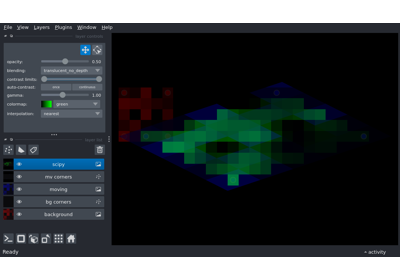 File View Layers Plugins Window Help
opacity: 0.50
blending: translucent_no_depth
contrast limits:
auto-contrast: once continuous
gamma: 1.00
colormap: green
interpolation: nearest
scipy
mv corners
moving
bg corners
background
Ready
activity